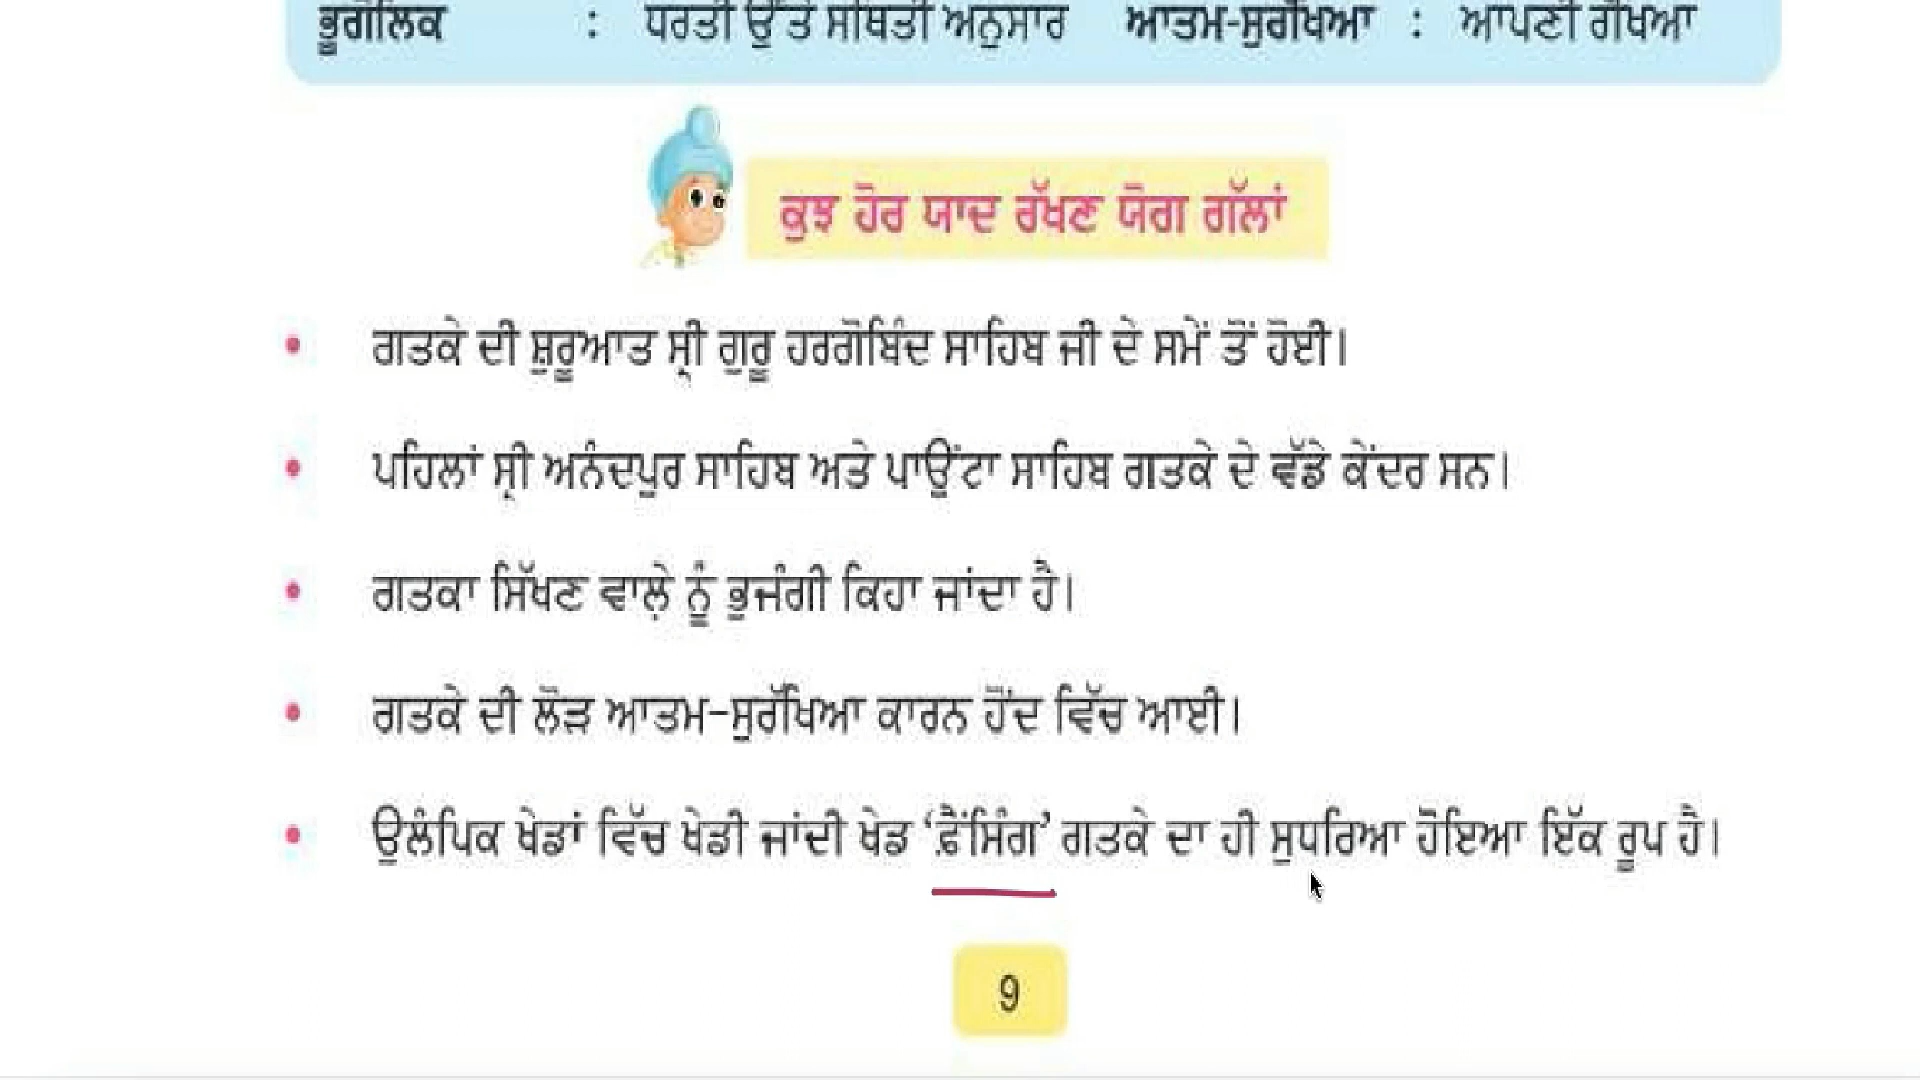 ਭੂਗੋਲਿਕ : ਧਰਤੀ ਉੱਤੇ ਸਥਿਤੀ ਅਨੁਸਾਰ ਆਤਮ-ਸੁਰੱਖਿਆ : ਆਪਣੀ ਰੱਖਿਆ
ਕੁਝ ਹੋਰ ਯਾਦ ਰੱਖਣ ਯੋਗ ਗੱਲਾਂ
• ਗਤਕੇ ਦੀ ਸ਼ੁਰੂਆਤ ਸ੍ਰੀ ਗੁਰੂ ਹਰਗੋਬਿੰਦ ਸਾਹਿਬ ਜੀ ਦੇ ਸਮੇਂ ਤੋਂ ਹੋਈ।
• ਪਹਿਲਾਂ ਸ੍ਰੀ ਅਨੰਦਪੁਰ ਸਾਹਿਬ ਅਤੇ ਪਾਉਂਟਾ ਸਾਹਿਬ ਗਤਕੇ ਦੇ ਵੱਡੇ ਕੇਂਦਰ ਸਨ।
• ਗਤਕਾ ਸਿੱਖਣ ਵਾਲ਼ੇ ਨੂੰ ਭੁਜੰਗੀ ਕਿਹਾ ਜਾਂਦਾ ਹੈ।
• ਗਤਕੇ ਦੀ ਲੋੜ ਆਤਮ-ਸੁਰੱਖਿਆ ਕਾਰਨ ਹੋਂਦ ਵਿੱਚ ਆਈ।
• ਉਲੰਪਿਕ ਖੇਡਾਂ ਵਿੱਚ ਖੇਡੀ ਜਾਂਦੀ ਖੇਡ ‘ਫ਼ੈਂਸਿੰਗ’ ਗਤਕੇ ਦਾ ਹੀ ਸੁਧਰਿਆ ਹੋਇਆ ਇੱਕ ਰੂਪ ਹੈ।
9